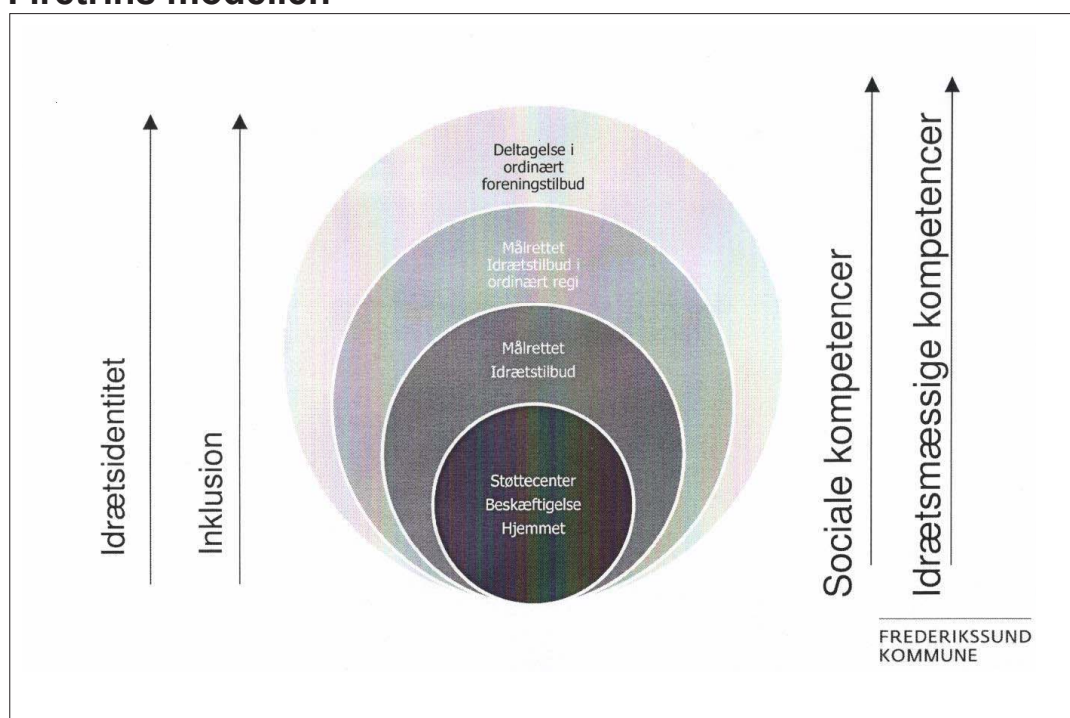 Firetrins modellen
Idrætsidentitet
Inklusion
Deltagelse i
ordinært
foreningstilbud
Målrettet
Idrætstilbud i
ordinært regi
Målrettet
Idrætstilbud
Støttecenter
Beskæftigelse
Hjemmet
Sociale kompetencer
Idrætsmæssige kompetencer
FREDERIKSSUND
KOMMUNE